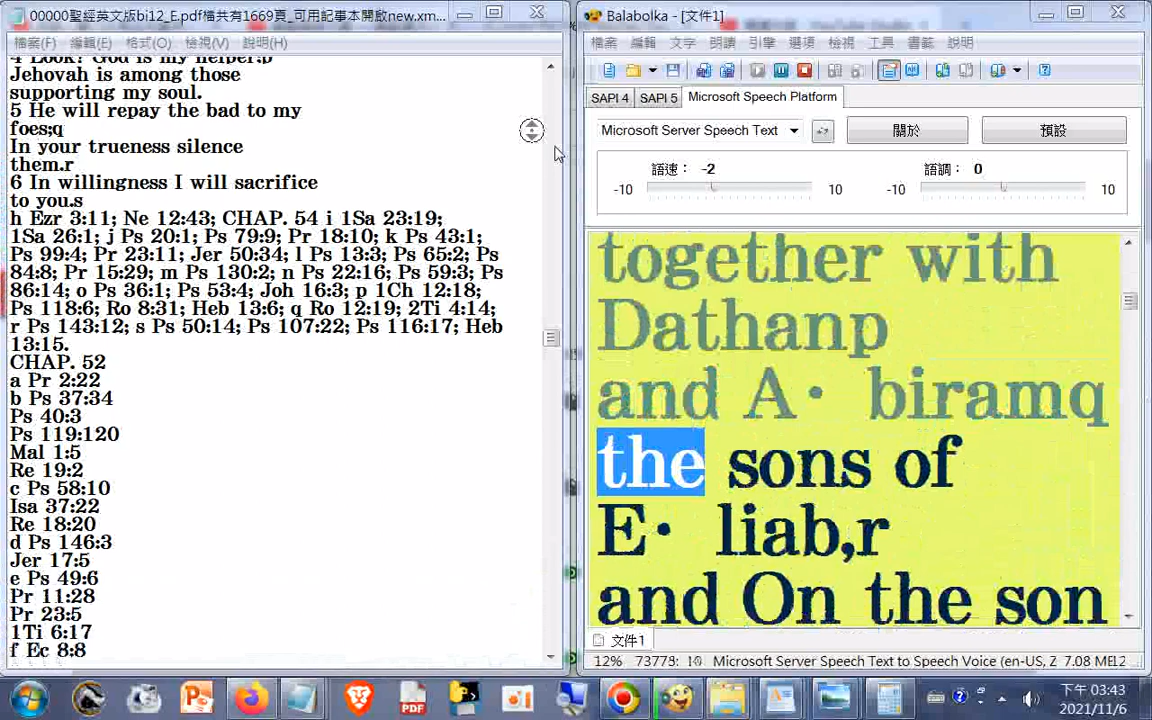 00000聖經英文版bi12_E.pdf檔共有1669頁_可用記事本開啟new.xm...
檔案(F) 編輯(E) 格式(O) 檢視(V) 說明(H)
4 Look! God is my helper;p
Jehovah is among those
supporting my soul.
5 He will repay the bad to my
foes;q
In your trueness silence
them.r
6 In willingness I will sacrifice
to you.s
h Ezr 3:11; Ne 12:43; CHAP. 54 i 1Sa 23:19;
1Sa 26:1; j Ps 20:1; Ps 79:9; Pr 18:10; k Ps 43:1;
Ps 99:4; Pr 23:11; Jer 50:34; l Ps 13:3; Ps 65:2; Ps
84:8; Pr 15:29; m Ps 130:2; n Ps 22:16; Ps 59:3; Ps
86:14; o Ps 36:1; Ps 53:4; Joh 16:3; p 1Ch 12:18;
Ps 118:6; Ro 8:31; Heb 13:6; q Ro 12:19; 2Ti 4:14;
r Ps 143:12; s Ps 50:14; Ps 107:22; Ps 116:17; Heb
13:15.
CHAP. 52
a Pr 2:22
b Ps 37:34
Ps 40:3
Ps 119:120
Mal 1:5
Re 19:2
c Ps 58:10
Isa 37:22
Re 18:20
d Ps 146:3
Jer 17:5
e Ps 49:6
Pr 11:28
Pr 23:5
1Ti 6:17
f Ec 8:8
Balabolka - [文件1]
檔案 編輯 文字 朗讀 引擎 選項 檢視 工具 書籤 說明
SAPI 4 SAPI 5 Microsoft Speech Platform
Microsoft Server Speech Text 關於 預設
語速: -2 語調: 0
-10 10 -10 10
together with
Dathanp
and A· biramq
the sons of
E· liab,r
and On the son
文件1
12% 73778: 10 Microsoft Server Speech Text to Speech Voice (en-US, Z 7.08 ME12
下午 03:43
2021/11/6